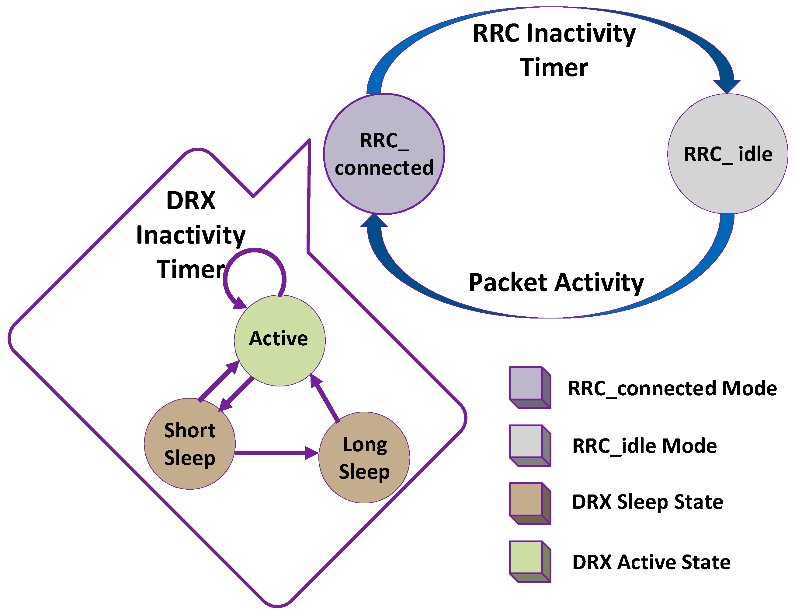 RRC Inactivity
Timer
RRC_
connected
RRC_ idle
Packet Activity
DRX
Inactivity
Timer
Active
Short
Sleep
Long
Sleep
RRC_connected Mode
RRC_idle Mode
DRX Sleep State
DRX Active State